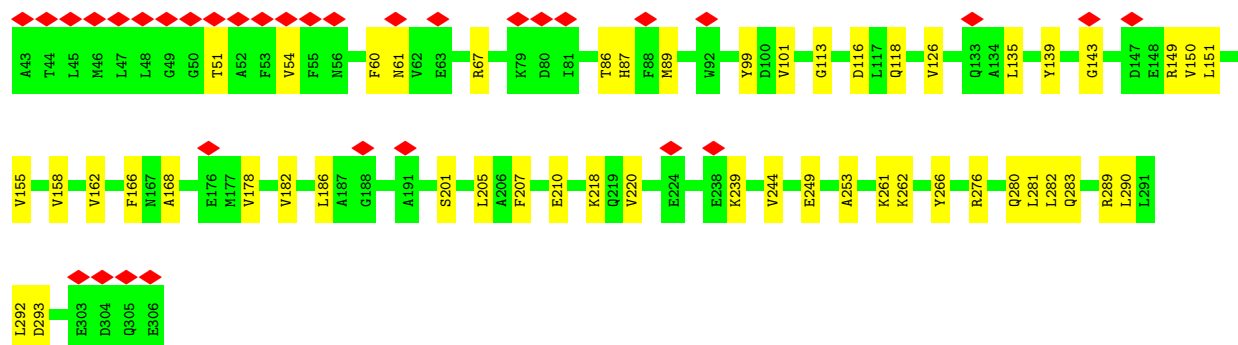 A43 T44 L45 M46 L47 L48 G49 G50 T51 A52 F53 V54 F55 N56 F60 N61 V62 E63 R67 K79 D80 I81 T86 H87 F88 M89 W92 Y99 D100 V101 G113 D116 L117 Q118 V126 Q133 A134 L135 Y139 G143 D147 E148 R149 V150 L151
V155 V158 V162 F166 N167 A168 E176 M177 V178 V182 L186 A187 G188 A191 S201 L205 A206 F207 E210 K218 Q219 V220 E224 E238 K239 V244 E249 A253 K261 K262 Y266 R276 Q280 L281 L282 Q283 R289 L290 L291
L292 D293 E303 D304 Q305 E306